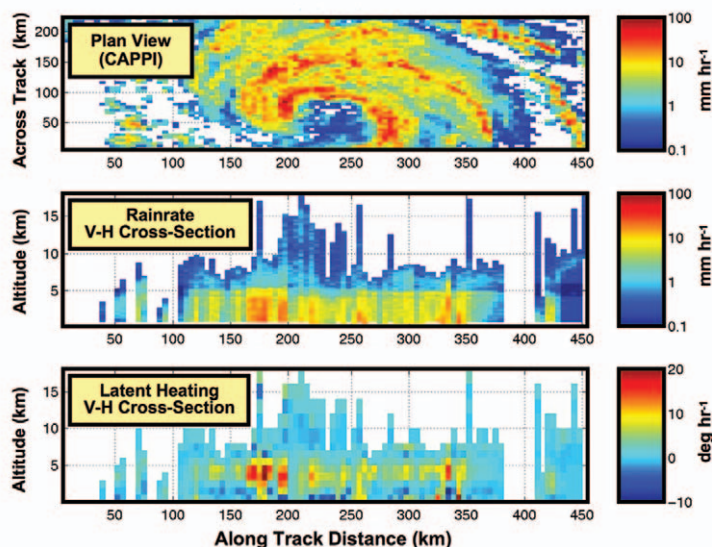 Plan View
(CAPPI)
Across Track (km)
200
150
100
50
50 100 150 200 250 300 350 400 450
100
10
1
0.1
mm hr-1
Rainrate
V-H Cross-Section
Altitude (km)
15
10
5
50 100 150 200 250 300 350 400 450
100
10
1
0.1
mm hr-1
Latent Heating
V-H Cross-Section
Altitude (km)
15
10
5
50 100 150 200 250 300 350 400 450
20
10
0
-10
deg hr-1
Along Track Distance (km)